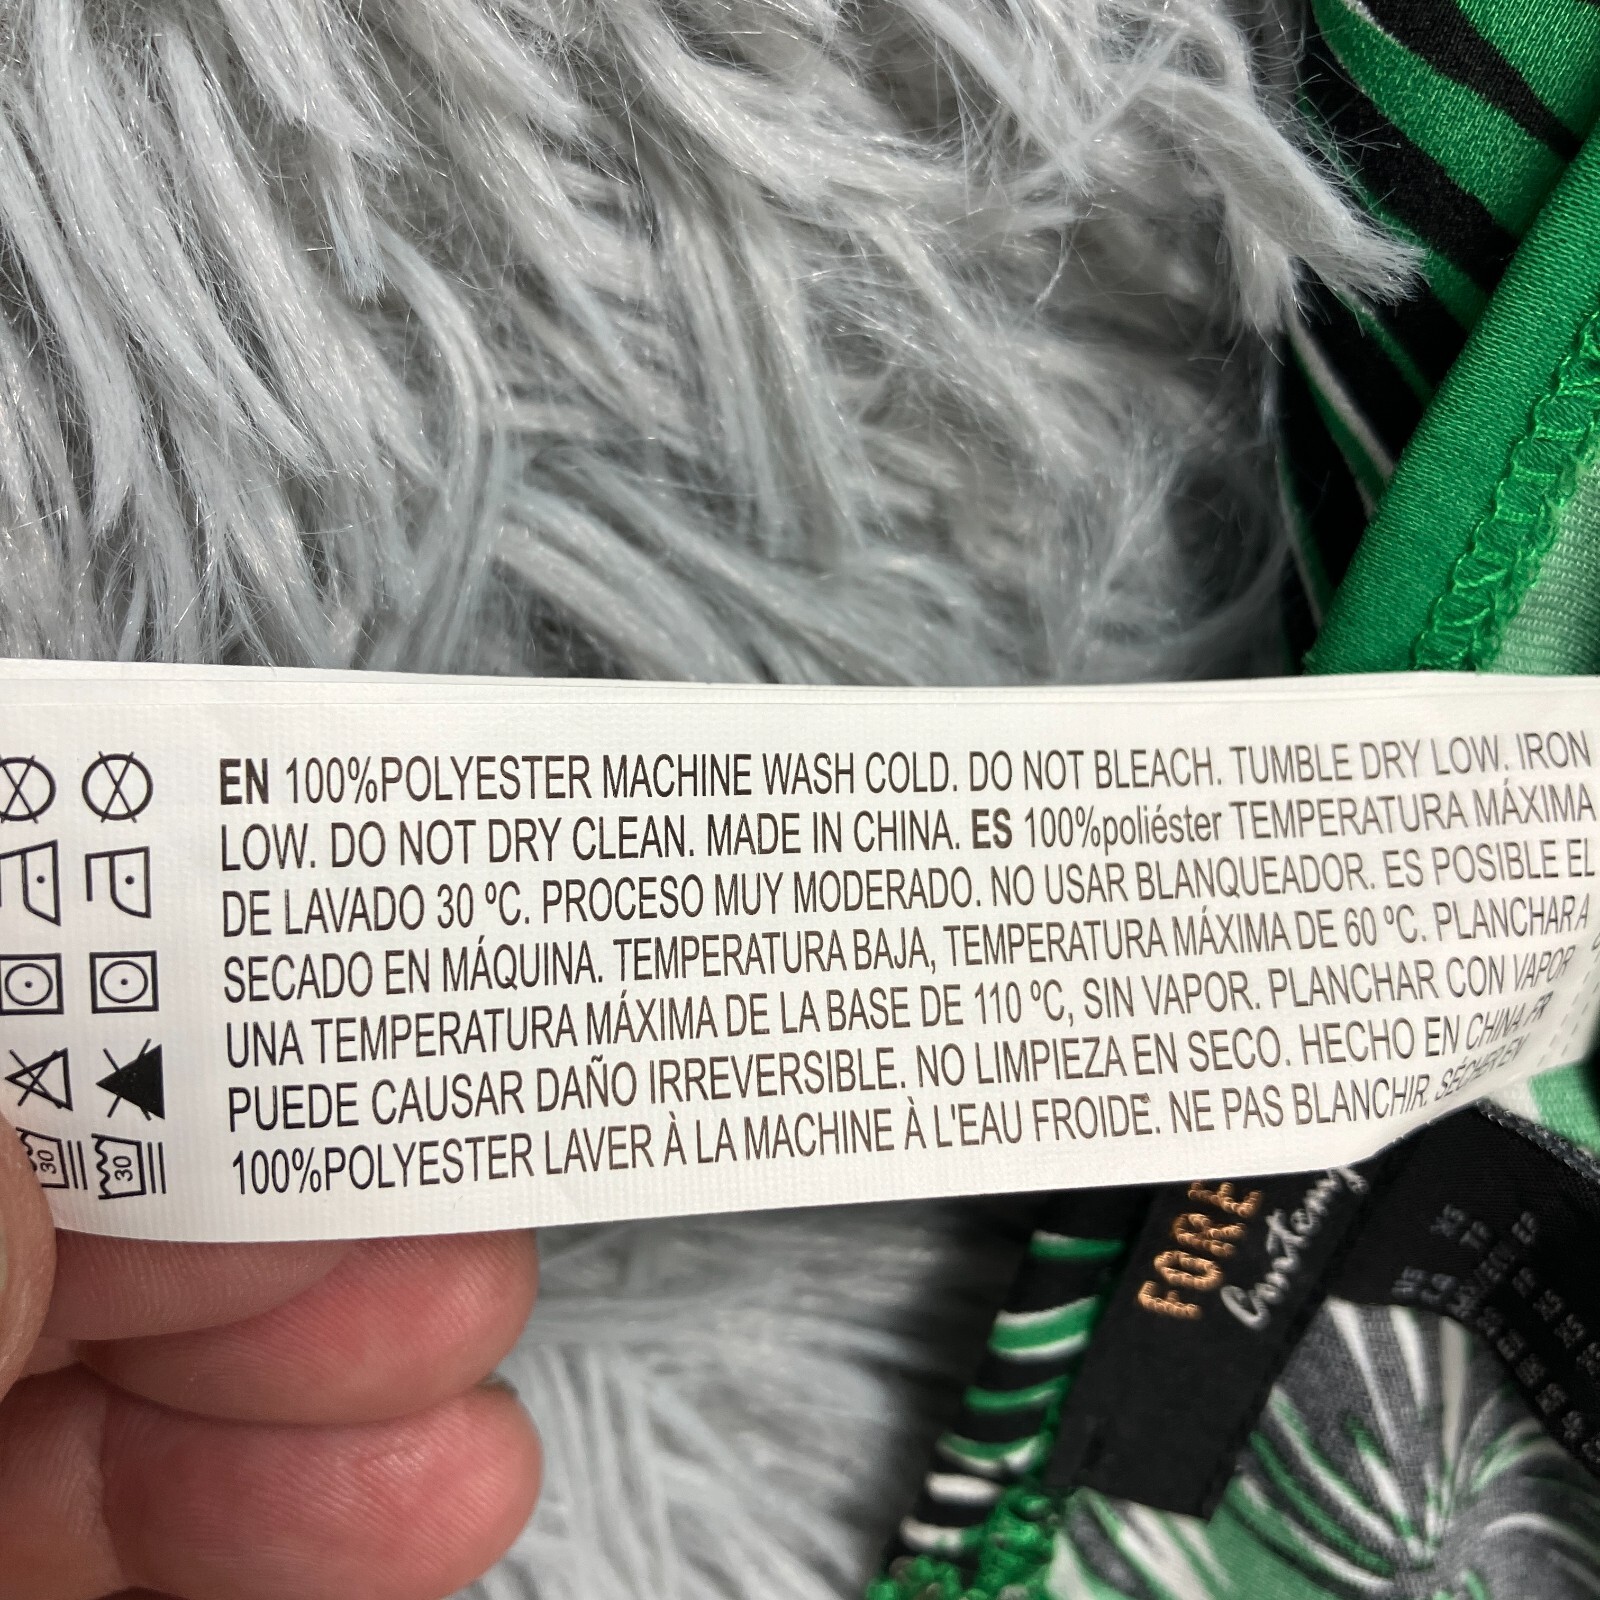 EN 100%POLYESTER MACHINE WASH COLD. DO NOT BLEACH. TUMBLE DRY LOW. IRON
LOW. DO NOT DRY CLEAN. MADE IN CHINA. ES 100%poliéster TEMPERATURA MÁXIMA
DE LAVADO 30 ºC. PROCESO MUY MODERADO. NO USAR BLANQUEADOR. ES POSIBLE EL
SECADO EN MÁQUINA. TEMPERATURA BAJA, TEMPERATURA MÁXIMA DE 60 ºC. PLANCHAR A
UNA TEMPERATURA MÁXIMA DE LA BASE DE 110 ºC, SIN VAPOR. PLANCHAR CON VAPOR
PUEDE CAUSAR DAÑO IRREVERSIBLE. NO LIMPIEZA EN SECO. HECHO EN CHINA.FR
100%POLYESTER LAVER À LA MACHINE À L'EAU FROIDE. NE PAS BLANCHIR. SÉCHER EN
30
30